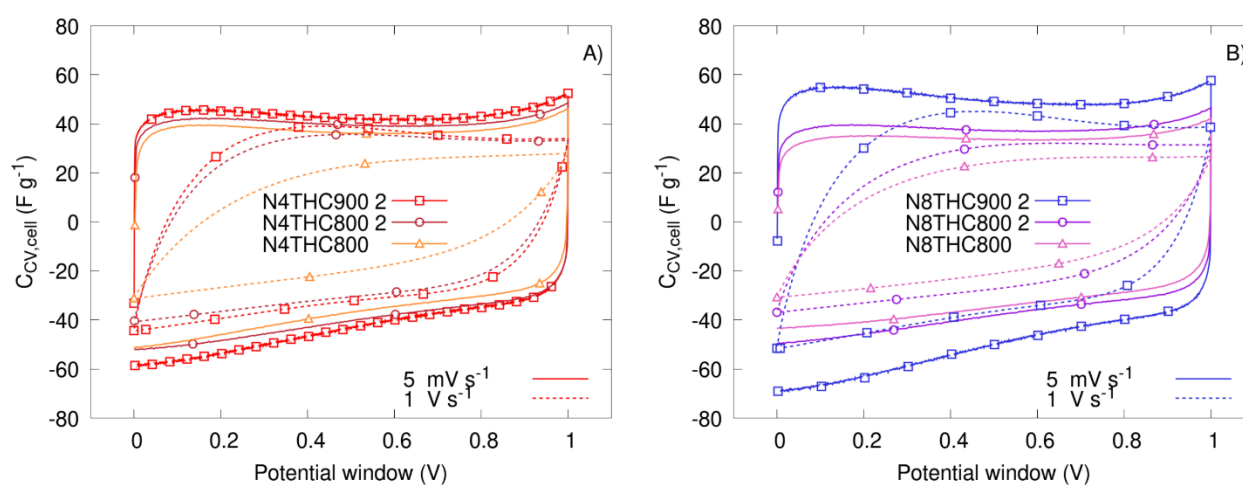 A)
80
60
40
20
0
-20
-40
-60
-80
C_CV,cell (F g⁻¹)
N4THC900 2
N4THC800 2
N4THC800
5 mV s⁻¹
1 V s⁻¹
0 0.2 0.4 0.6 0.8 1
Potential window (V)
B)
80
60
40
20
0
-20
-40
-60
-80
C_CV,cell (F g⁻¹)
N8THC900 2
N8THC800 2
N8THC800
5 mV s⁻¹
1 V s⁻¹
0 0.2 0.4 0.6 0.8 1
Potential window (V)